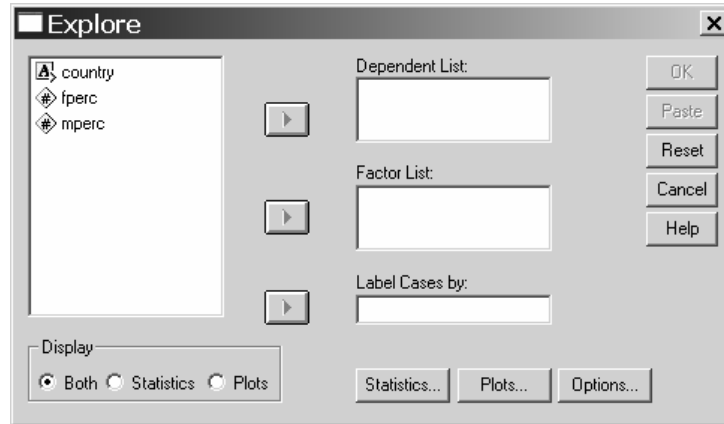 Explore
country
fperc
mperc
Dependent List:
Factor List:
Label Cases by:
OK
Paste
Reset
Cancel
Help
Display
Both Statistics Plots
Statistics... Plots... Options...